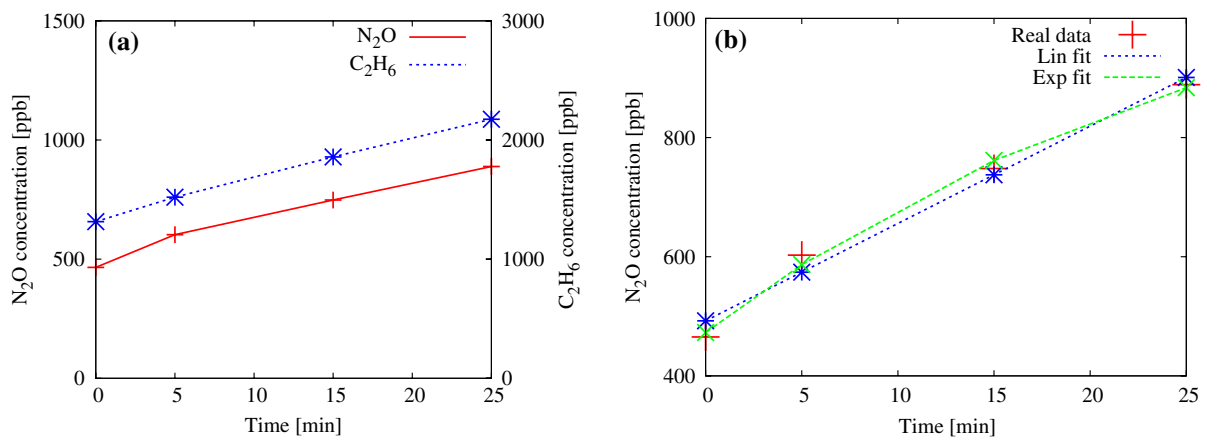 (a)
N₂O
C₂H₆
1500
1000
500
0
N₂O concentration [ppb]
3000
2000
1000
0
C₂H₆ concentration [ppb]
0 5 10 15 20 25
Time [min]
(b)
Real data
Lin fit
Exp fit
1000
800
600
400
N₂O concentration [ppb]
0 5 10 15 20 25
Time [min]